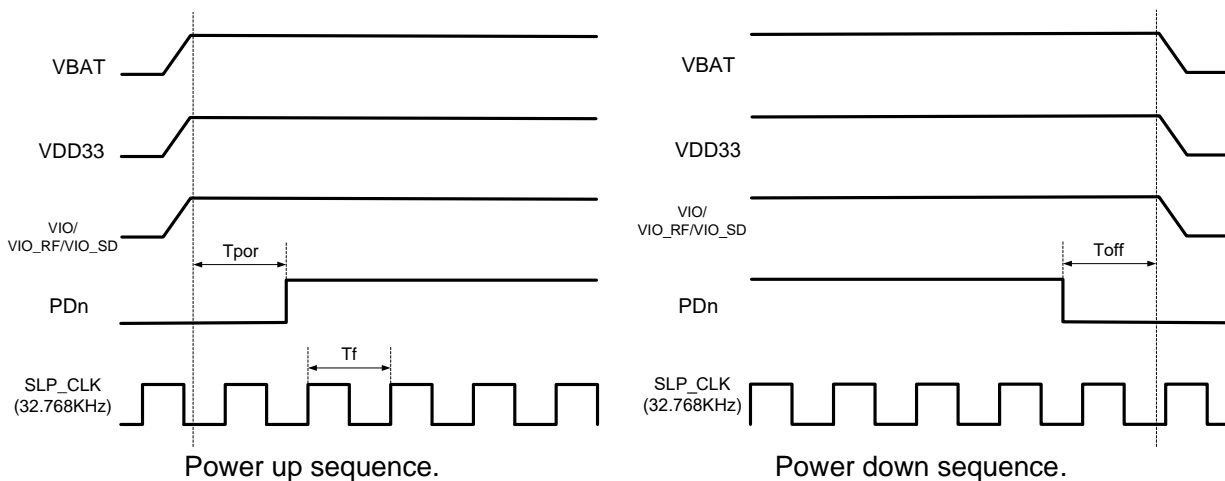 VBAT
VDD33
VIO/
VIO_RF/VIO_SD
Tpor
PDn
Tf
SLP_CLK
(32.768KHz)
Power up sequence.
VBAT
VDD33
VIO/
VIO_RF/VIO_SD
Toff
PDn
SLP_CLK
(32.768KHz)
Power down sequence.